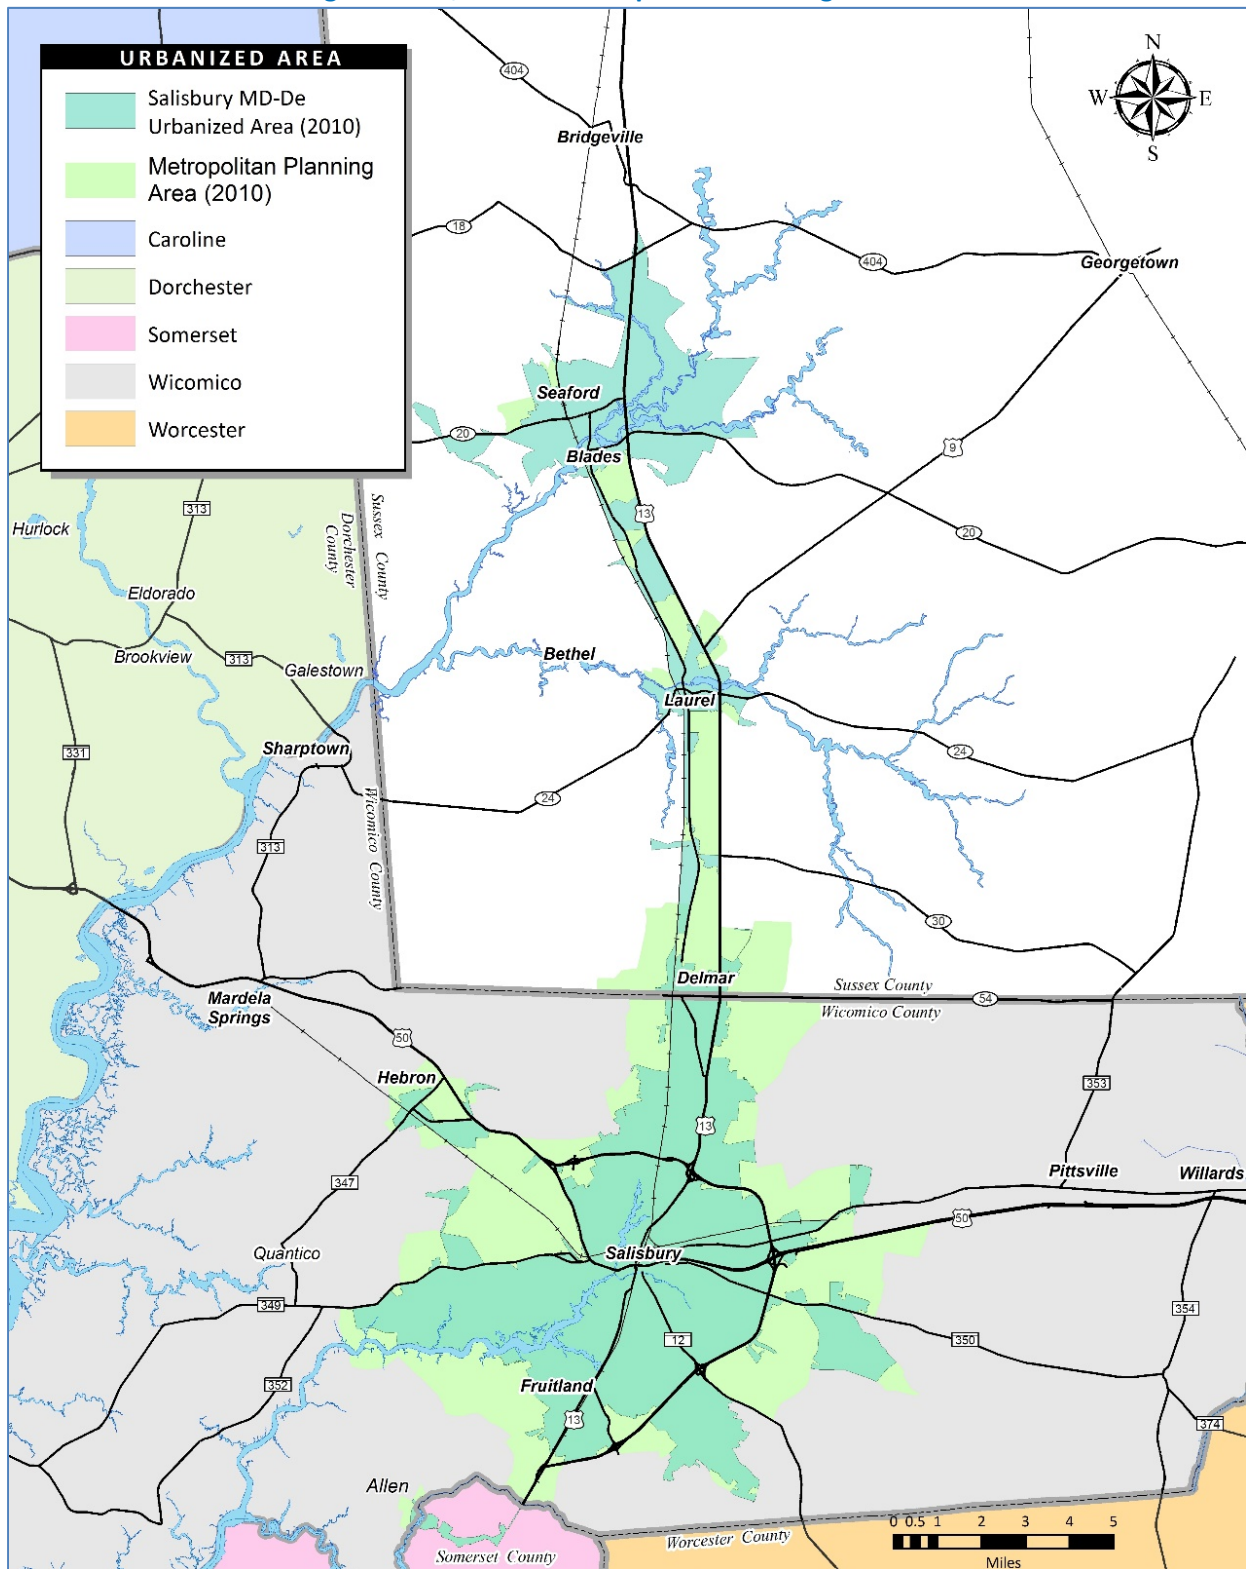 URBANIZED AREA
Salisbury MD-De
Urbanized Area (2010)
Metropolitan Planning
Area (2010)
Caroline
Dorchester
Somerset
Wicomico
Worcester
N
W
E
S
404
Bridgeville
18
404
Georgetown
Seaford
20
Blades
9
313
13
20
Hurlock
Sussex County
Dorchester
County
Eldorado
Brookview
313
Galestown
Bethel
Laurel
Sharptown
331
24
24
Wicomico County
313
30
Delmar
Sussex County
54
Wicomico County
Mardela
Springs
50
Hebron
353
13
Pittsville
Willards
347
50
Quantico
Salisbury
349
354
12
350
352
Fruitland
13
374
Allen
Worcester County
Somerset County
0 0.5 1 2 3 4 5
Miles